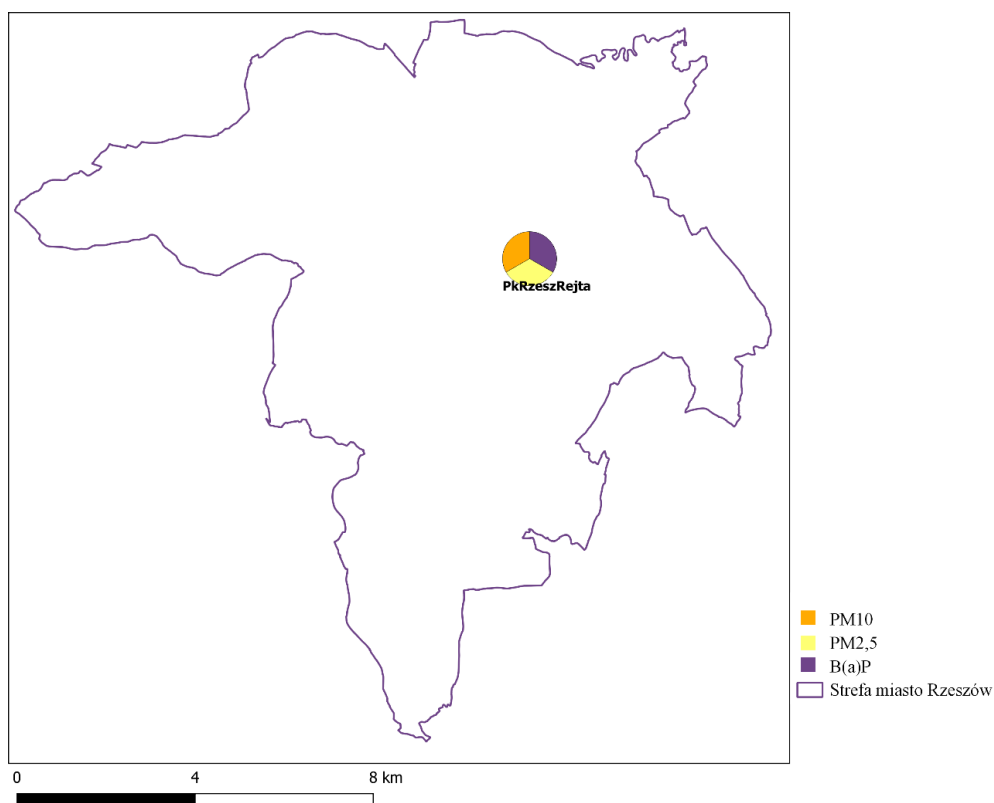 PkRzeszRejta
PM10
PM2,5
B(a)P
Strefa miasto Rzeszów
0 4 8 km